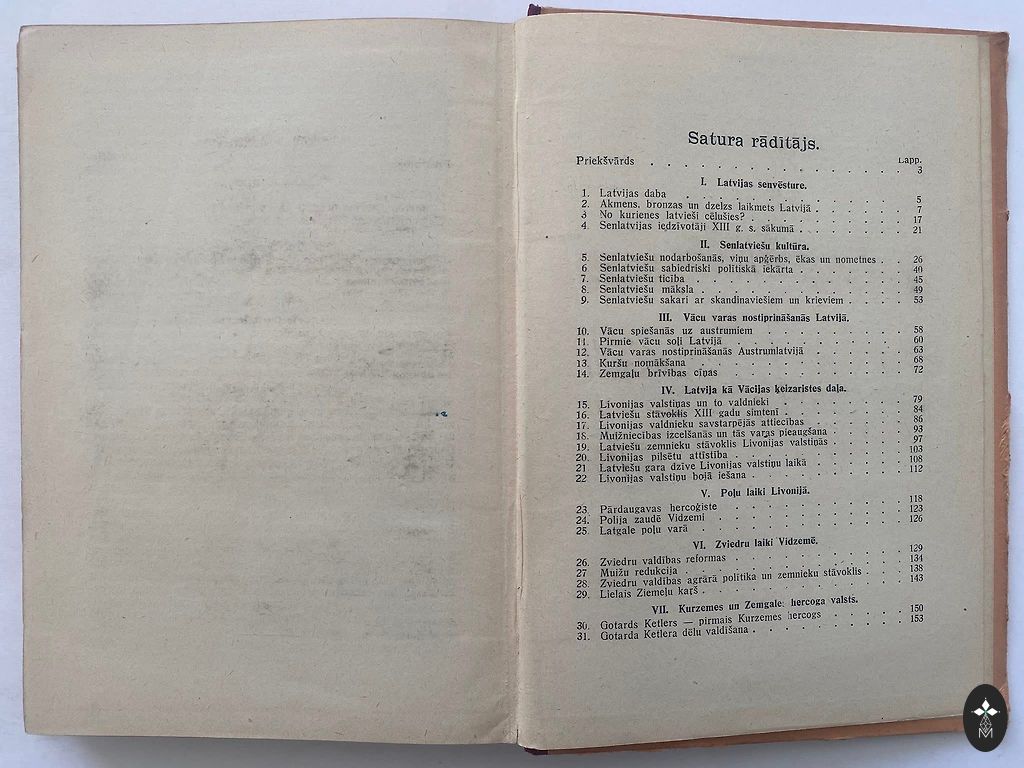 Satura rādītājs.
Lapp.
Priekšvārds . . . . . . . . . . . . 3
I. Latvijas senvēsture.
1. Latvijas daba . . . . . . . . . . . 5
2. Akmens, bronzas un dzelzs laikmets Latvijā . . . . . 7
3 No kurienes latvieši cēlušies? . . . . . . . . 17
4. Senlatvijas iedzīvotāji XIII g. s. sākumā . . . . . . 21
II. Senlatviešu kultūra.
5. Senlatviešu nodarbošanās, viņu apģērbs, ēkas un nometnes . . 26
6 Senlatviešu sabiedriski politiskā iekārta . . . . . . 40
7. Senlatviešu ticība . . . . . . . . . . 45
8. Senlatviešu māksla . . . . . . . . . . 49
9. Senlatviešu sakari ar skandinaviešiem un krieviem . . . . 53
III. Vācu varas nostiprināšanās Latvijā.
10. Vācu spiešanās uz austrumiem . . . . . . . 58
11. Pirmie vācu soļi Latvijā . . . . . . . . . 60
12. Vācu varas nostiprināšanās Austrumlatvijā . . . . . 63
13. Kuršu nomākšana . . . . . . . . . . 68
14. Zemgaļu brīvības cīņas . . . . . . . . . 72
IV. Latvija kā Vācijas ķeizaristes daļa.
15. Livonijas valstiņas un to valdnieki . . . . . . . 79
16. Latviešu stāvoklis XIII gadu simtenī . . . . . . . 84
17. Livonijas valdnieku savstarpējās attiecības . . . . . 86
18. Muižniecības izcelšanās un tās varas pieaugšana . . . . 93
19. Latviešu zemnieku stāvoklis Livonijas valstiņās . . . . 97
20. Livonijas pilsētu attīstība . . . . . . . . 103
21 Latviešu gara dzīve Livonijas valstiņu laikā . . . . . 108
22 Livonijas valstiņu bojā iešana . . . . . . . . 112
V. Poļu laiki Livonijā.
23. Pārdaugavas hercoģiste . . . . . . . . . 118
24. Polija zaudē Vidzemi . . . . . . . . . 123
25. Latgale poļu varā . . . . . . . . . . 126
VI. Zviedru laiki Vidzemē.
26. Zviedru valdības reformas . . . . . . . . 129
27 Muižu redukcija . . . . . . . . . . 134
28. Zviedru valdības agrārā politika un zemnieku stāvoklis . . . 138
29. Lielais Ziemeļu karš . . . . . . . . . . 143
VII. Kurzemes un Zemgales hercoga valsts.
30. Gotards Ketlers — pirmais Kurzemes hercogs . . . . . 150
31. Gotarda Ketlera dēlu valdīšana . . . . . . . . 153
M